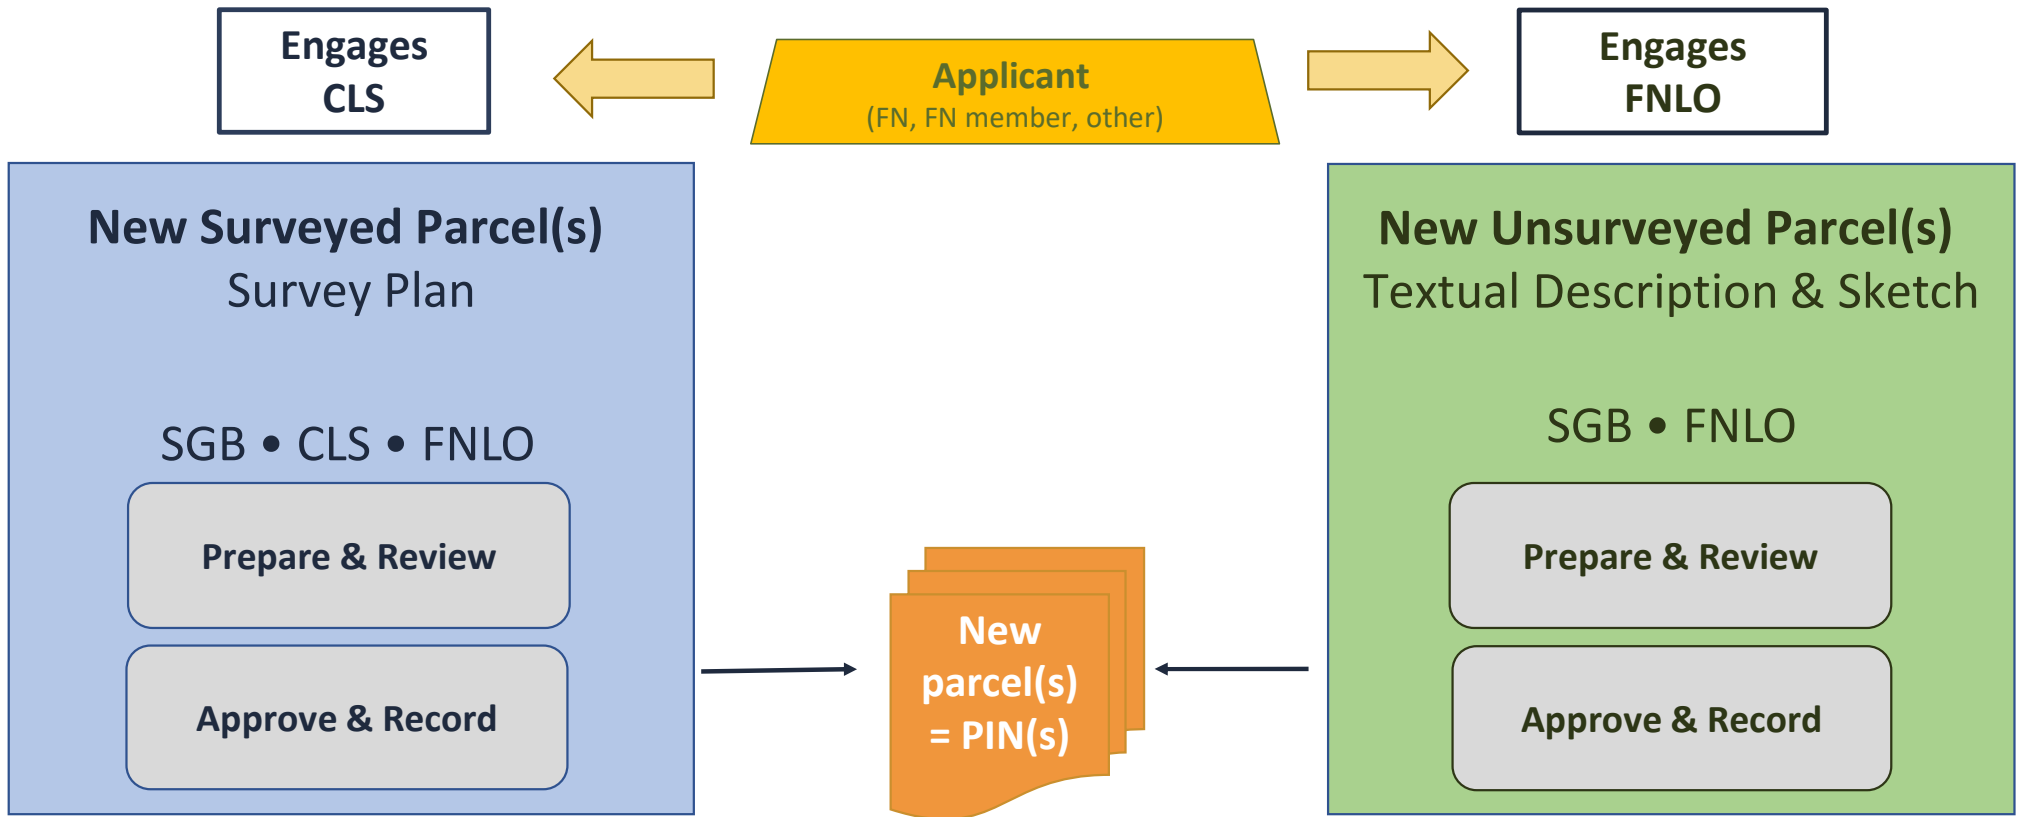 Engages
CLS
Applicant
(FN, FN member, other)
Engages
FNLO
New Surveyed Parcel(s)
Survey Plan
SGB • CLS • FNLO
Prepare & Review
Approve & Record
New
parcel(s)
= PIN(s)
New Unsurveyed Parcel(s)
Textual Description & Sketch
SGB • FNLO
Prepare & Review
Approve & Record